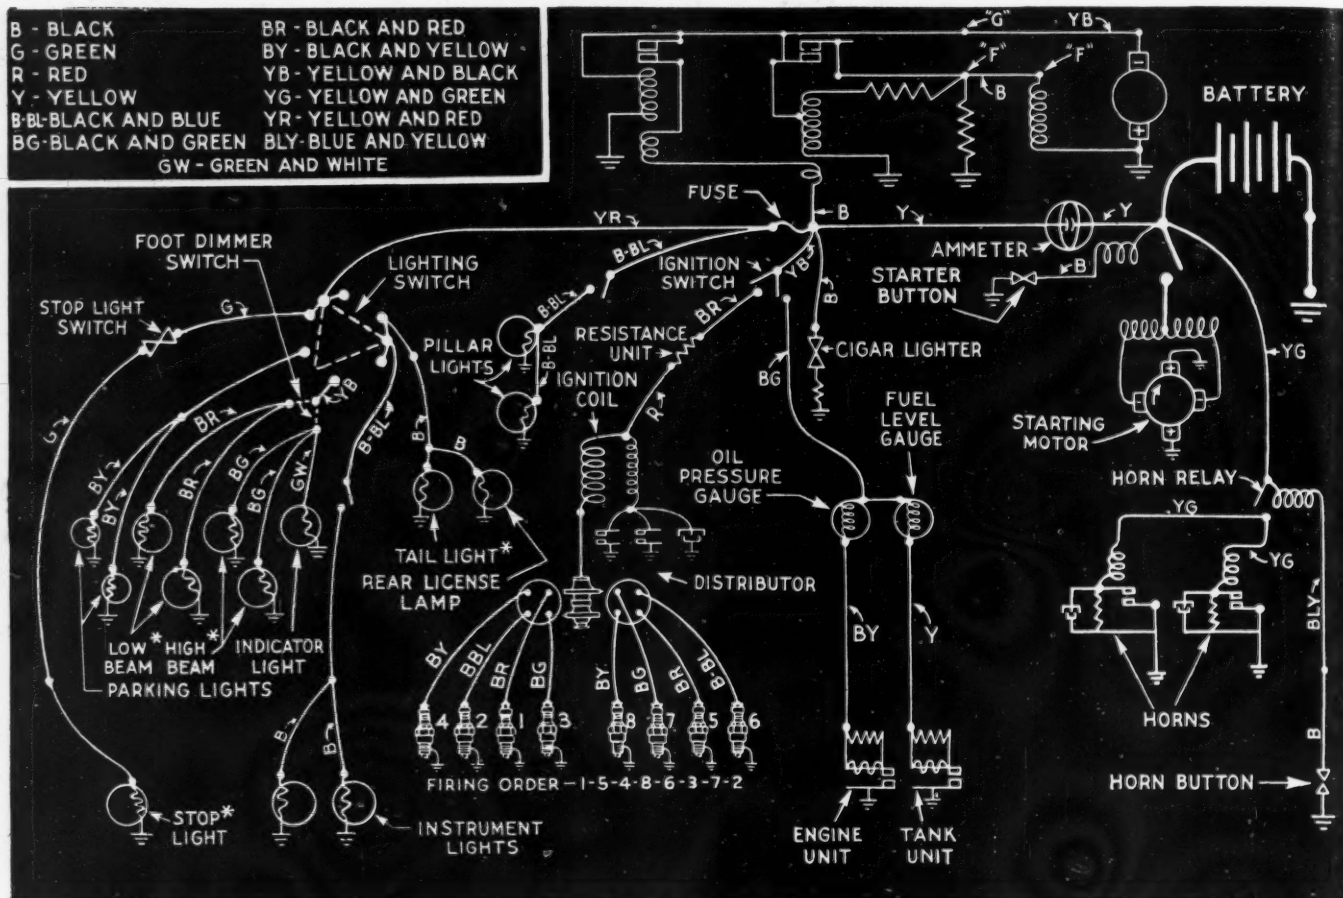 B - BLACK
G - GREEN
R - RED
Y - YELLOW
B-BL-BLACK AND BLUE
BG-BLACK AND GREEN
BR - BLACK AND RED
BY - BLACK AND YELLOW
YB - YELLOW AND BLACK
YG - YELLOW AND GREEN
YR - YELLOW AND RED
BLY-BLUE AND YELLOW
GW - GREEN AND WHITE
"G"
YB
"F"
"F"
B
BATTERY
FUSE
YR
B
Y
Y
AMMETER
B
STARTER
BUTTON
FOOT DIMMER
SWITCH
LIGHTING
SWITCH
B-BL
IGNITION
SWITCH
YB
STOP LIGHT
SWITCH
G
B-BL
BR
B
PILLAR
LIGHTS
B-BL
RESISTANCE
UNIT
CIGAR LIGHTER
IGNITION
COIL
BG
YG
YB
R
FUEL
LEVEL
GAUGE
STARTING
MOTOR
G
BR
B-BL
B
B
BY
BY
BR
BG
BG
GW
OIL
PRESSURE
GAUGE
HORN RELAY
YG
YG
TAIL LIGHT*
REAR LICENSE
LAMP
DISTRIBUTOR
LOW* HIGH*
BEAM BEAM
INDICATOR
LIGHT
PARKING LIGHTS
BY
BBL
BR
BG
BY
BG
BR
B-BL
BY
Y
BLY
4 2 1 3 8 7 5 6
HORNS
FIRING ORDER - 1-5-4-8-6-3-7-2
B
B
B
HORN BUTTON
STOP*
LIGHT
INSTRUMENT
LIGHTS
ENGINE
UNIT
TANK
UNIT